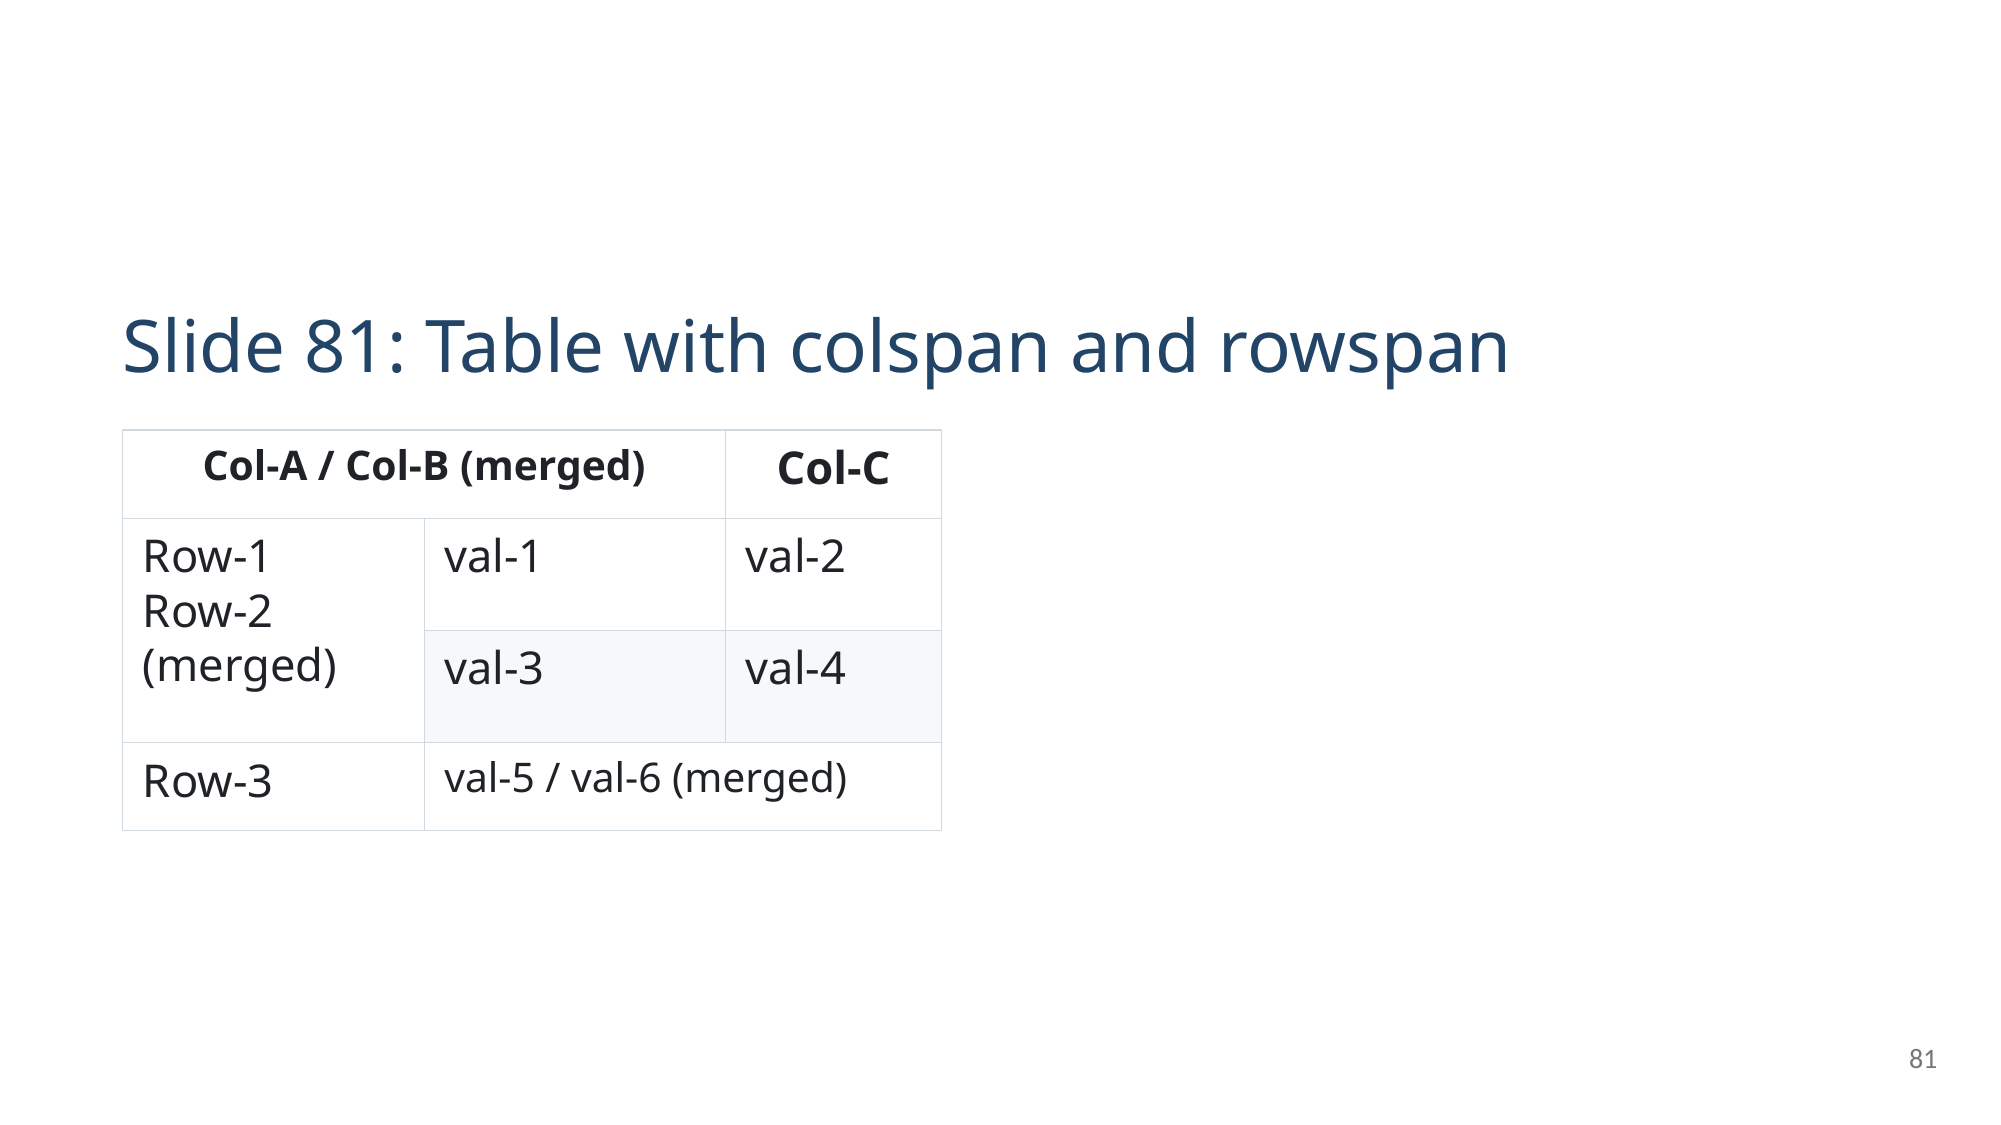 Slide 81: Table with colspan and rowspan
Col-A / Col-B (merged) Col-C
Row-1
Row-2
(merged)
val-1 val-2
val-3 val-4
Row-3 val-5 / val-6 (merged)
81